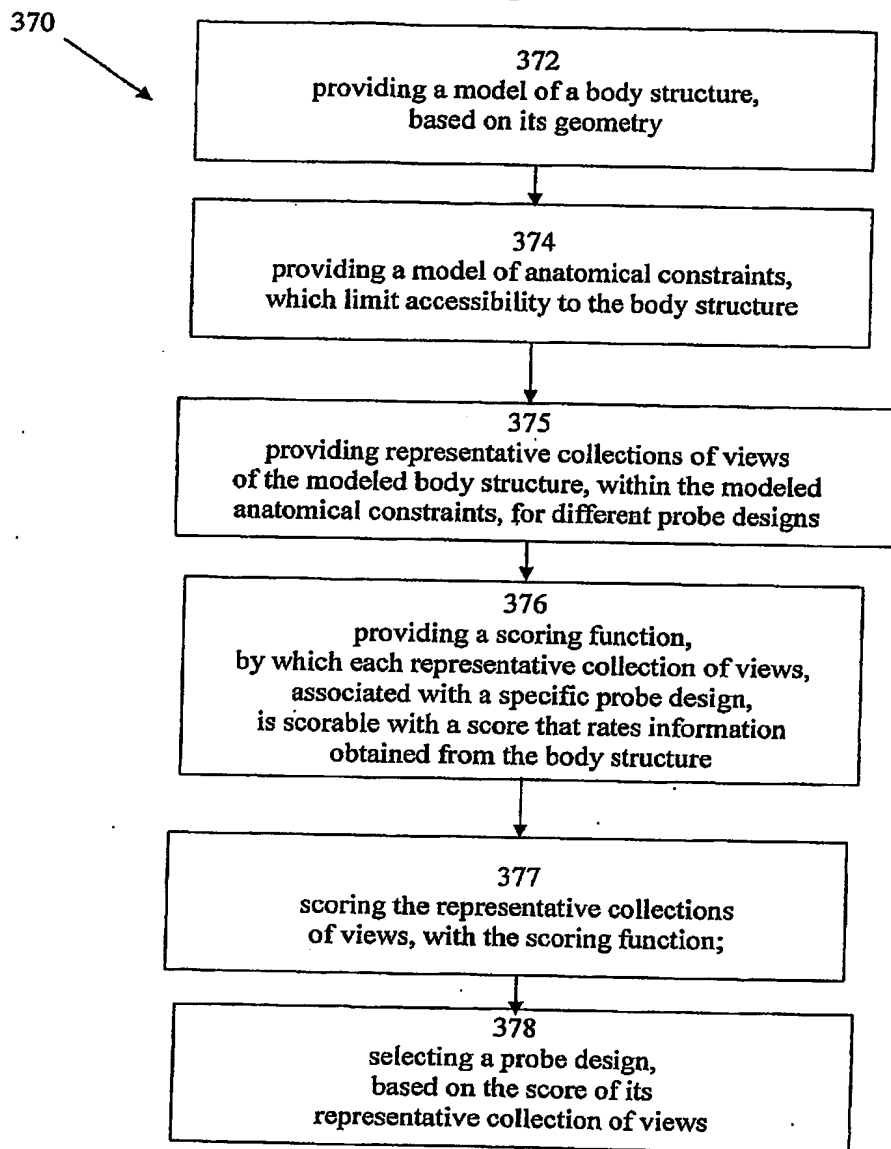 370
372
providing a model of a body structure,
based on its geometry
374
providing a model of anatomical constraints,
which limit accessibility to the body structure
375
providing representative collections of views
of the modeled body structure, within the modeled
anatomical constraints, for different probe designs
376
providing a scoring function,
by which each representative collection of views,
associated with a specific probe design,
is scorable with a score that rates information
obtained from the body structure
377
scoring the representative collections
of views, with the scoring function;
378
selecting a probe design,
based on the score of its
representative collection of views